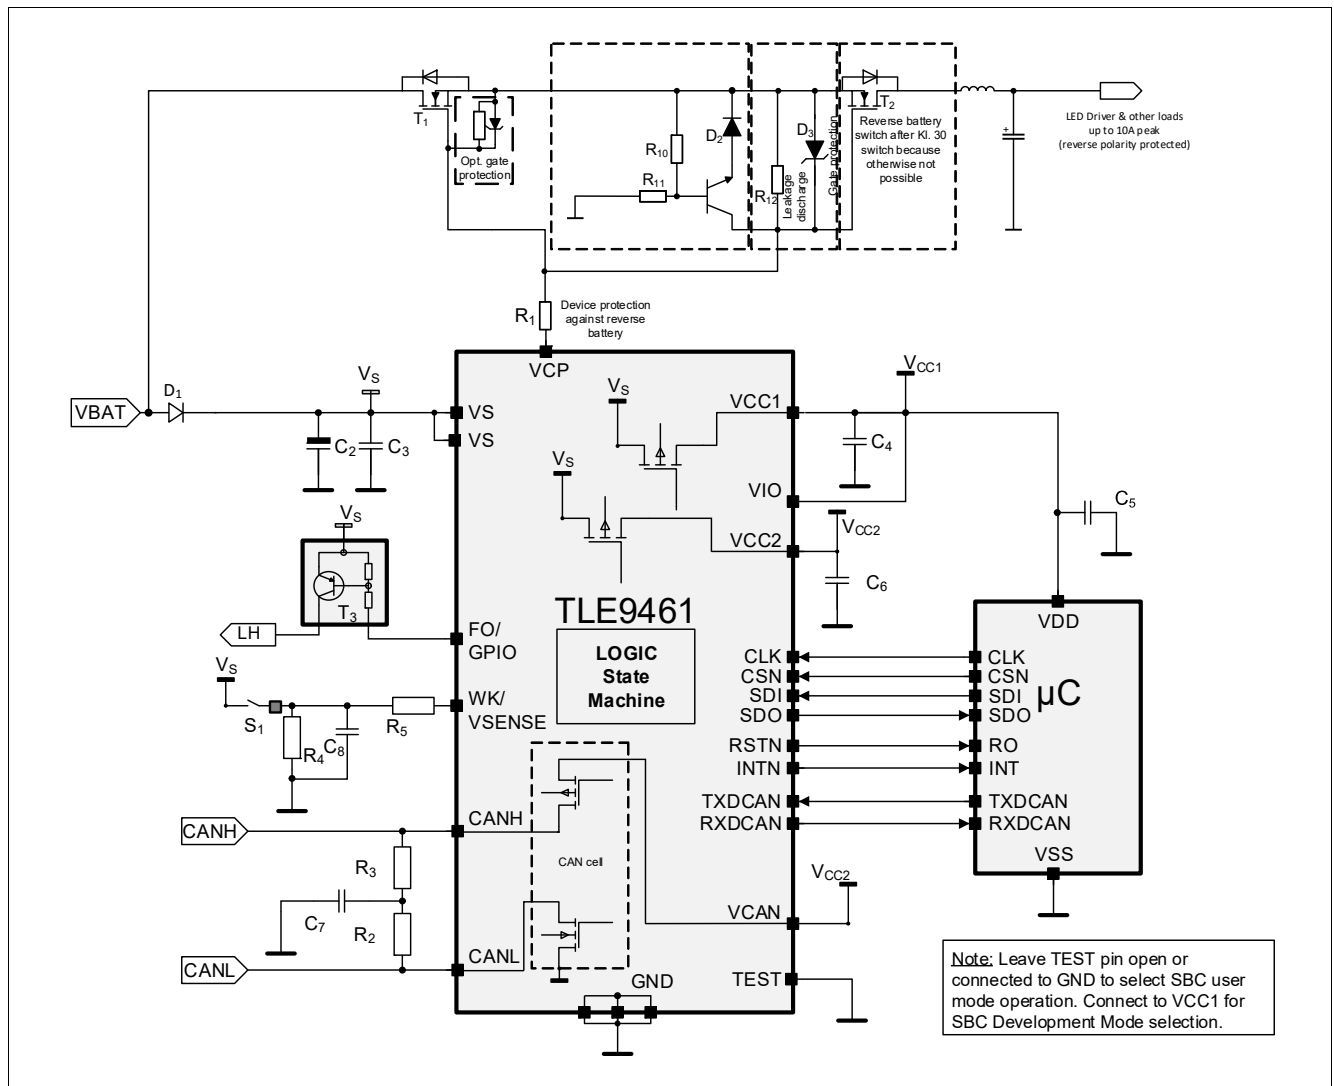 T1
Opt. gate
protection
R10
R11
D2
R12
Leakage
discharge
D3
Gate protection
T2
Reverse battery
switch after Kl. 30
switch because
otherwise not
possible
+
LED Driver & other loads
up to 10A peak
(reverse polarity protected)
R1
Device protection
against reverse
battery
VCP
VBAT
D1
VS
C2
C3
VS
VS
VS
VS
VCC1
VIO
VCC2
VCC1
C4
VCC2
C6
C5
VS
T3
LH
FO/
GPIO
TLE9461
LOGIC
State
Machine
VS
S1
R4
C8
R5
WK/
VSENSE
CLK
CSN
SDI
SDO
RSTN
INTN
TXDCAN
RXDCAN
VDD
CLK
CSN
SDI
SDO
µC
RO
INT
TXDCAN
RXDCAN
VSS
CANH
CANH
R3
C7
R2
CANL
CANL
CAN cell
VCC2
VCAN
TEST
GND
Note: Leave TEST pin open or
connected to GND to select SBC user
mode operation. Connect to VCC1 for
SBC Development Mode selection.